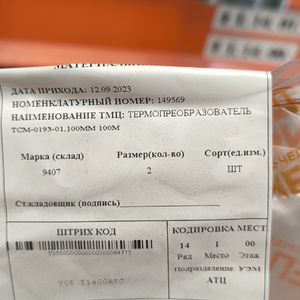 ДАТА ПРИХОДА: 12.09.2023
НОМЕНКЛАТУРНЫЙ НОМЕР: 149569
НАИМЕНОВАНИЕ ТМЦ: ТЕРМОПРЕОБРАЗОВАТЕЛЬ
ТСМ-0193-01,100ММ 100М
Марка (склад) Размер(кол-во) Сорт(ед.изм.)
9407 2 ШТ
Ст.кладовщик (подпись)
ШТРИХ КОД КОДИРОВКА МЕСТ
14 1 00
Ряд Место Этаж
Подразделение УЭМ
АТЦ